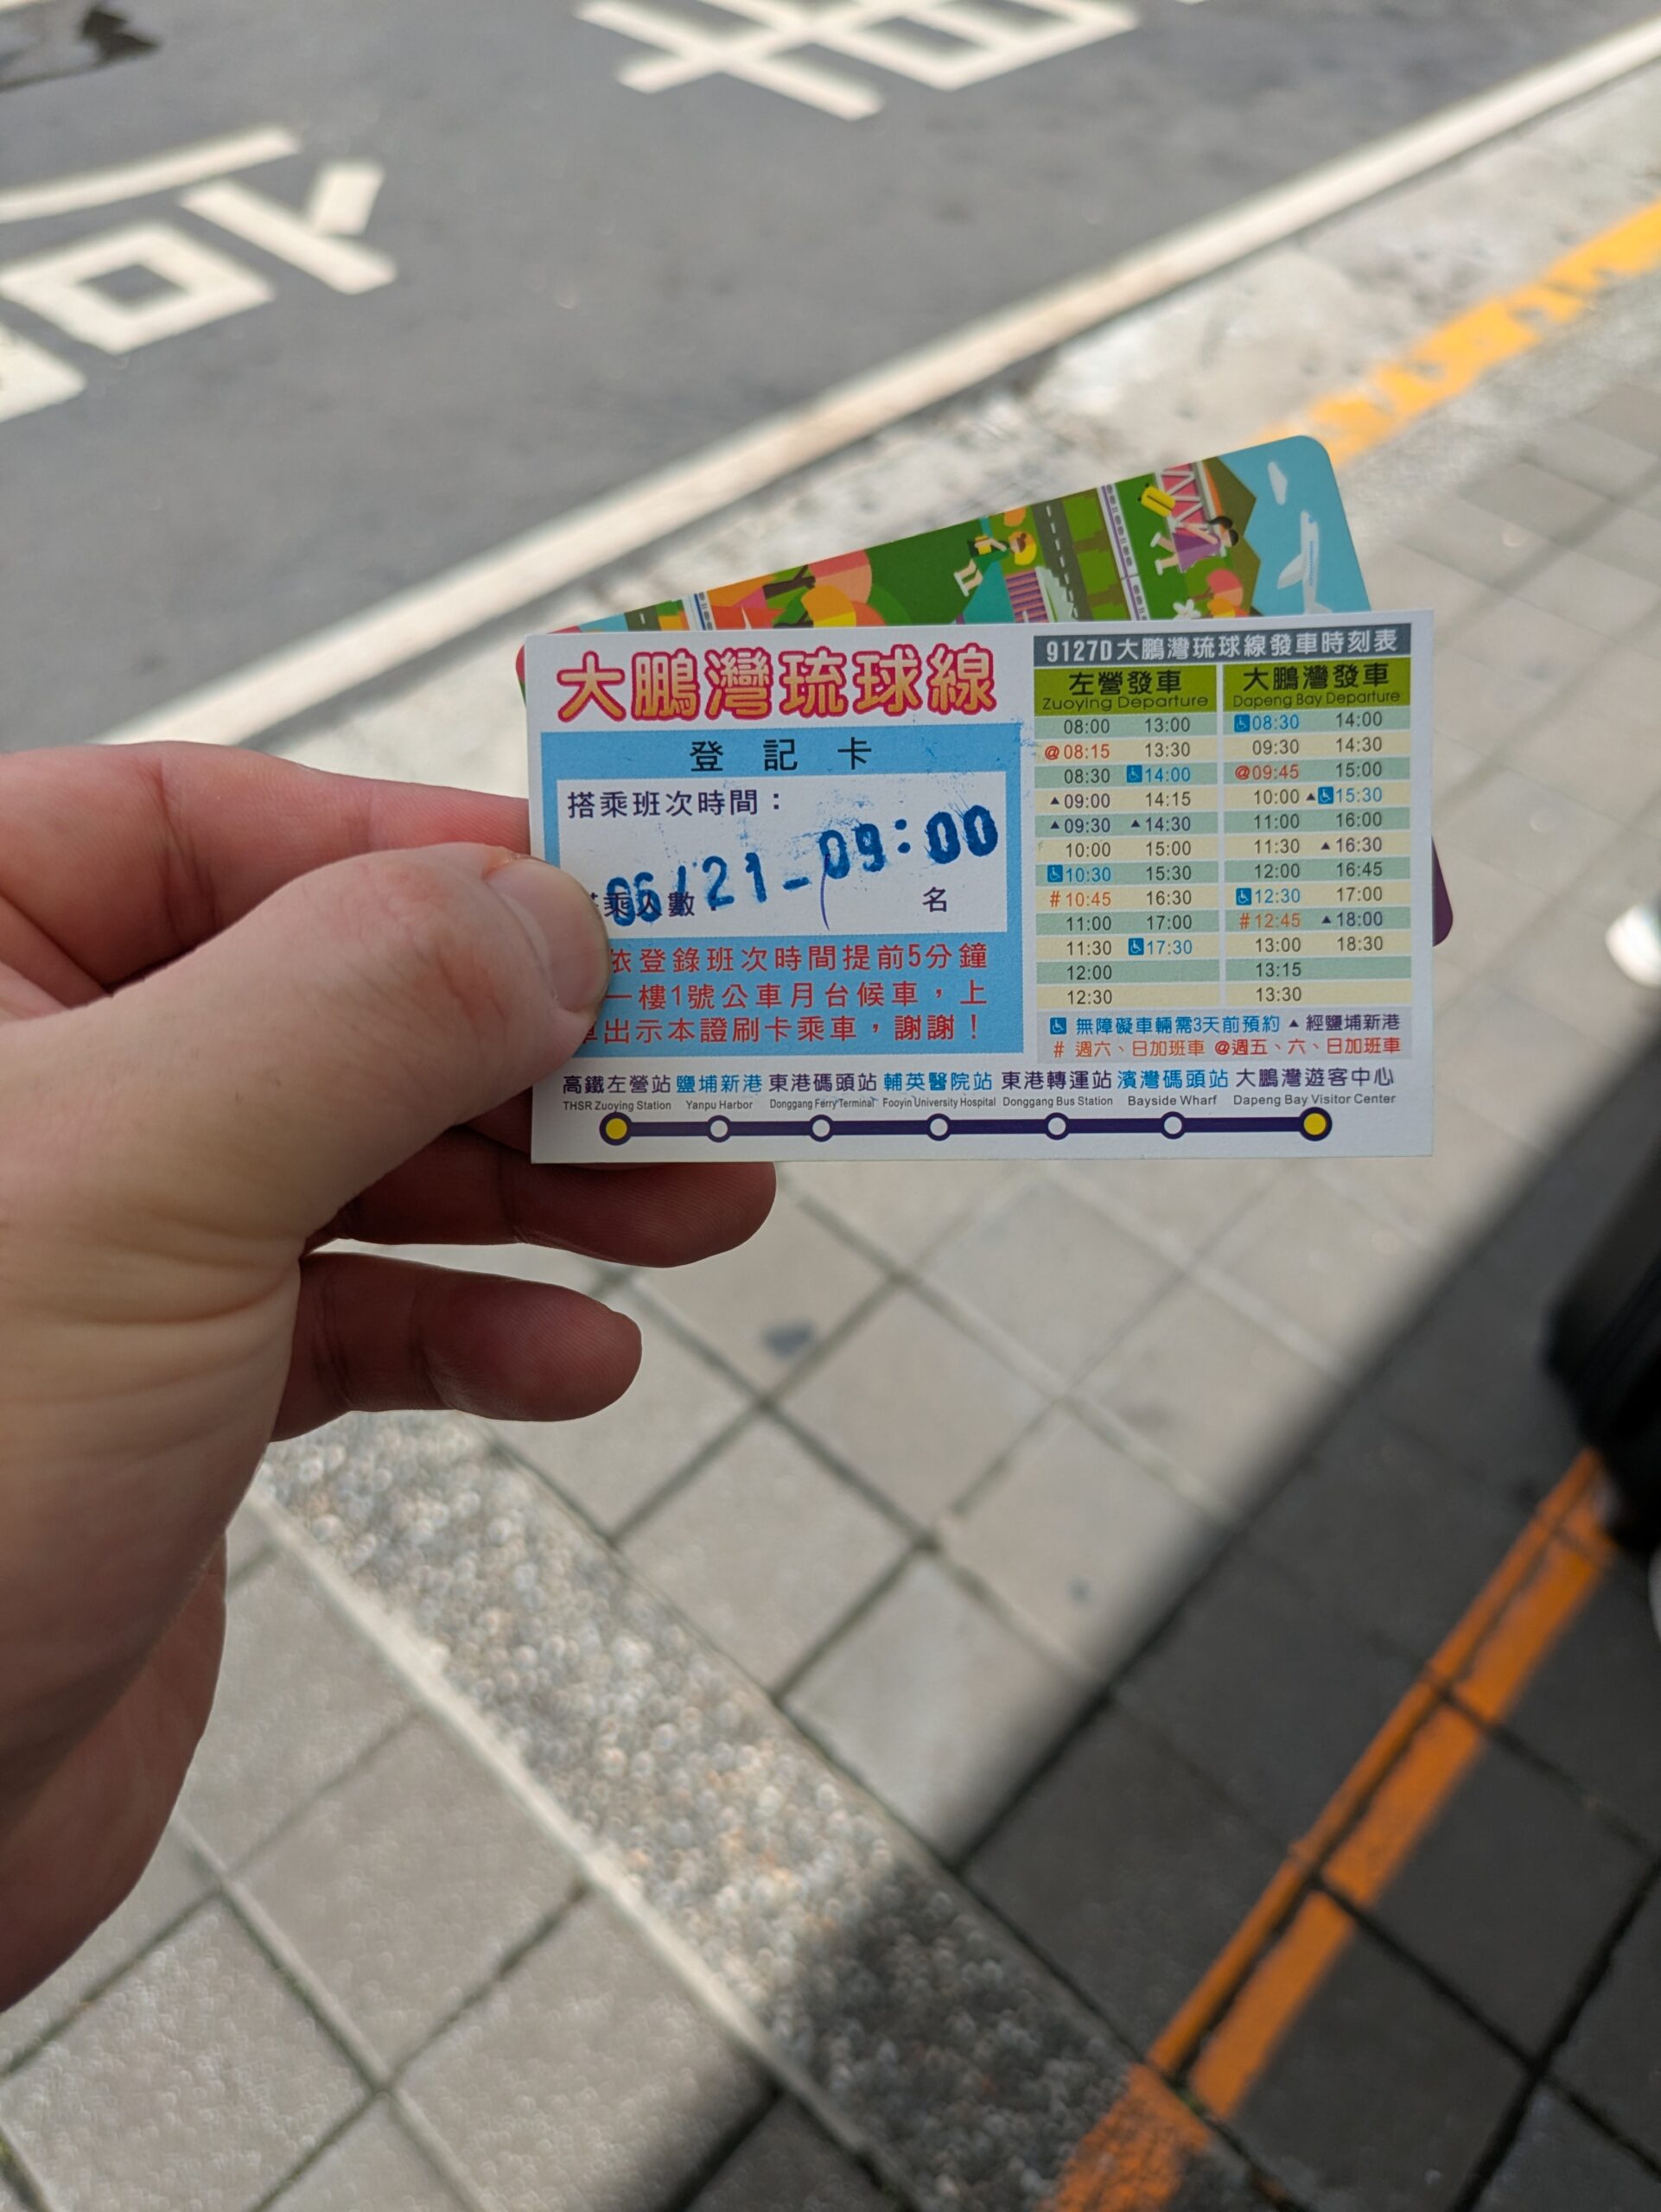 大鵬灣琉球線
登記卡
搭乘班次時間：
06/21-09:00
乘人數
名
依登錄班次時間提前5分鐘
一樓1號公車月台候車，上
出示本證刷卡乘車，謝謝！
9127D大鵬灣琉球線發車時刻表
左營發車 大鵬灣發車
Zuoying Departure Dapeng Bay Departure
08:00 13:00 ♿08:30 14:00
@08:15 13:30 09:30 14:30
08:30 ♿14:00 @09:45 15:00
▲09:00 14:15 10:00 ▲♿15:30
▲09:30 ▲14:30 11:00 16:00
10:00 15:00 11:30 ▲16:30
♿10:30 15:30 12:00 16:45
#10:45 16:30 ♿12:30 17:00
11:00 17:00 #12:45 ▲18:00
11:30 ♿17:30 13:00 18:30
12:00 13:15
12:30 13:30
♿無障礙車輛需3天前預約 ▲經鹽埔新港
# 週六、日加班車 @週五、六、日加班車
高鐵左營站 鹽埔新港 東港碼頭站 輔英醫院站 東港轉運站 濱灣碼頭站 大鵬灣遊客中心
THSR Zuoying Station Yanpu Harbor Donggang Ferry Terminal Fooyin University Hospital Donggang Bus Station Bayside Wharf Dapeng Bay Visitor Center